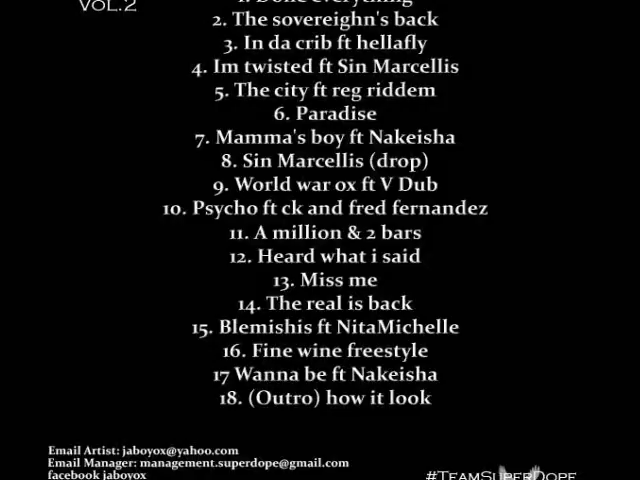 VOL.2
1. Done everything
2. The sovereighn's back
3. In da crib ft hellafly
4. Im twisted ft Sin Marcellis
5. The city ft reg riddem
6. Paradise
7. Mamma's boy ft Nakeisha
8. Sin Marcellis (drop)
9. World war ox ft V Dub
10. Psycho ft ck and fred fernandez
11. A million & 2 bars
12. Heard what i said
13. Miss me
14. The real is back
15. Blemishis ft NitaMichelle
16. Fine wine freestyle
17 Wanna be ft Nakeisha
18. (Outro) how it look
Email Artist: jaboyox@yahoo.com
Email Manager: management.superdope@gmail.com
facebook jaboyox
#TeamSuperDope